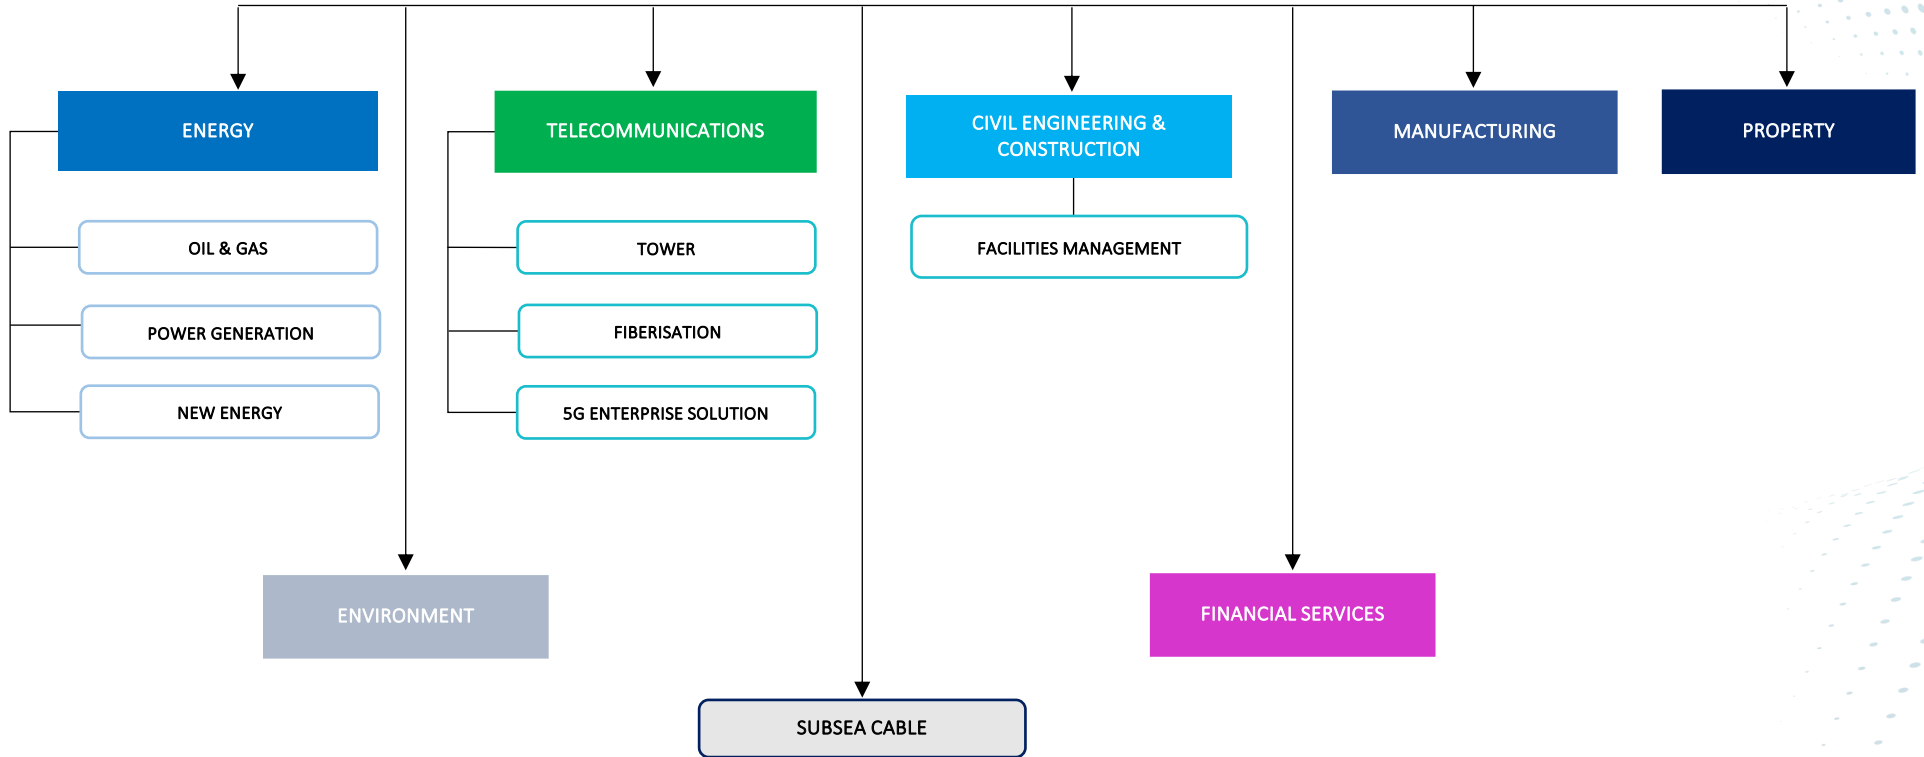 ENERGY
OIL & GAS
POWER GENERATION
NEW ENERGY
TELECOMMUNICATIONS
TOWER
FIBERISATION
5G ENTERPRISE SOLUTION
CIVIL ENGINEERING &
CONSTRUCTION
FACILITIES MANAGEMENT
MANUFACTURING
PROPERTY
ENVIRONMENT
FINANCIAL SERVICES
SUBSEA CABLE